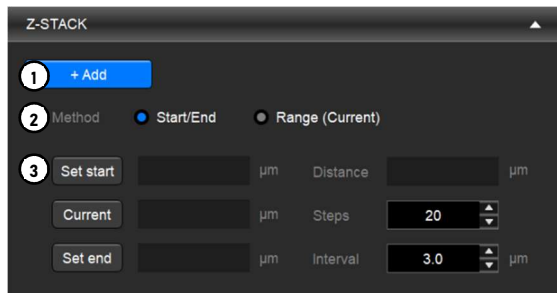 Z-STACK
1 + Add
2 Method Start/End Range (Current)
3 Set start µm Distance µm
Current µm Steps 20
Set end µm Interval 3.0 µm